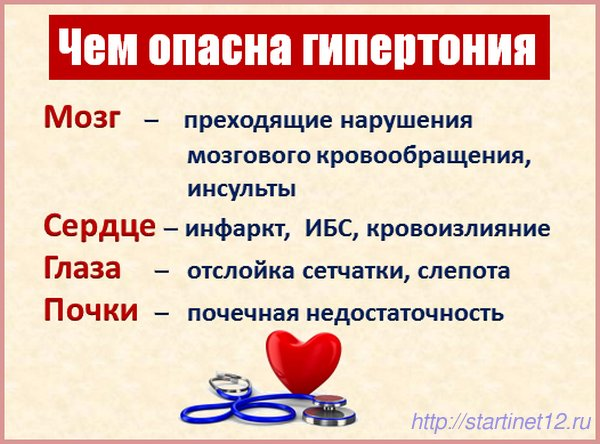 Чем опасна гипертония
Мозг – преходящие нарушения
мозгового кровообращения,
инсульты
Сердце – инфаркт, ИБС, кровоизлияние
Глаза – отслойка сетчатки, слепота
Почки – почечная недостаточность
http://startinet12.ru